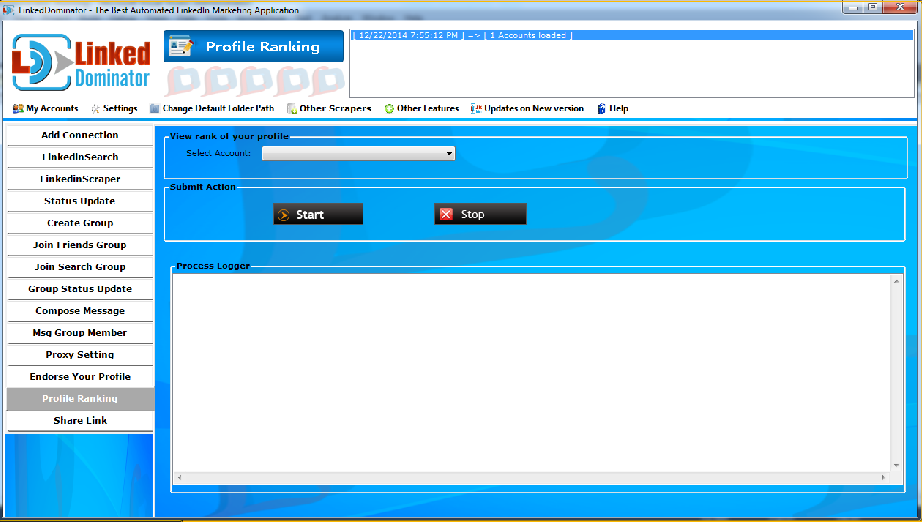 LinkedDominator - The Best Automated LinkedIn Marketing Application
Linked
Dominator
Profile Ranking
[ 12/22/2014 7:55:12 PM ] => [ 1 Accounts loaded ]
My Accounts Settings Change Default Folder Path Other Scrapers Other Features Updates on New version Help
Add Connection
LinkedinSearch
LinkedinScraper
Status Update
Create Group
Join Friends Group
Join Search Group
Group Status Update
Compose Message
Msg Group Member
Proxy Setting
Endorse Your Profile
Profile Ranking
Share Link
View rank of your profile
Select Account:
Submit Action
Start Stop
Process Logger